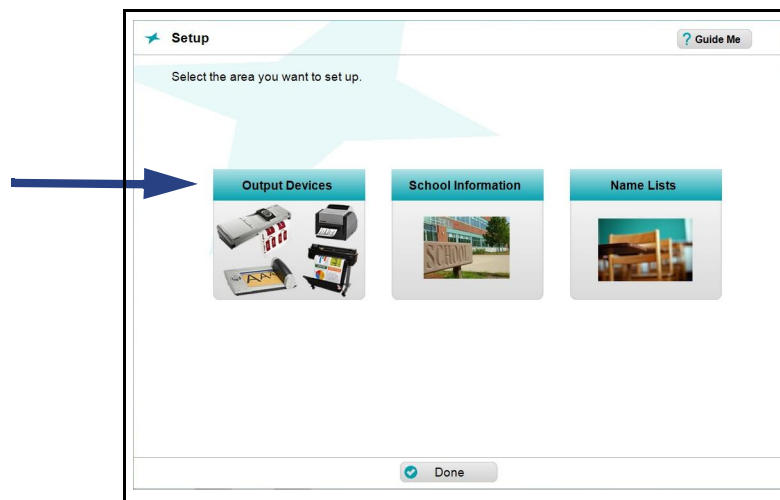 Setup
? Guide Me
Select the area you want to set up.
Output Devices
School Information
Name Lists
AAA
SCHOOL
Done